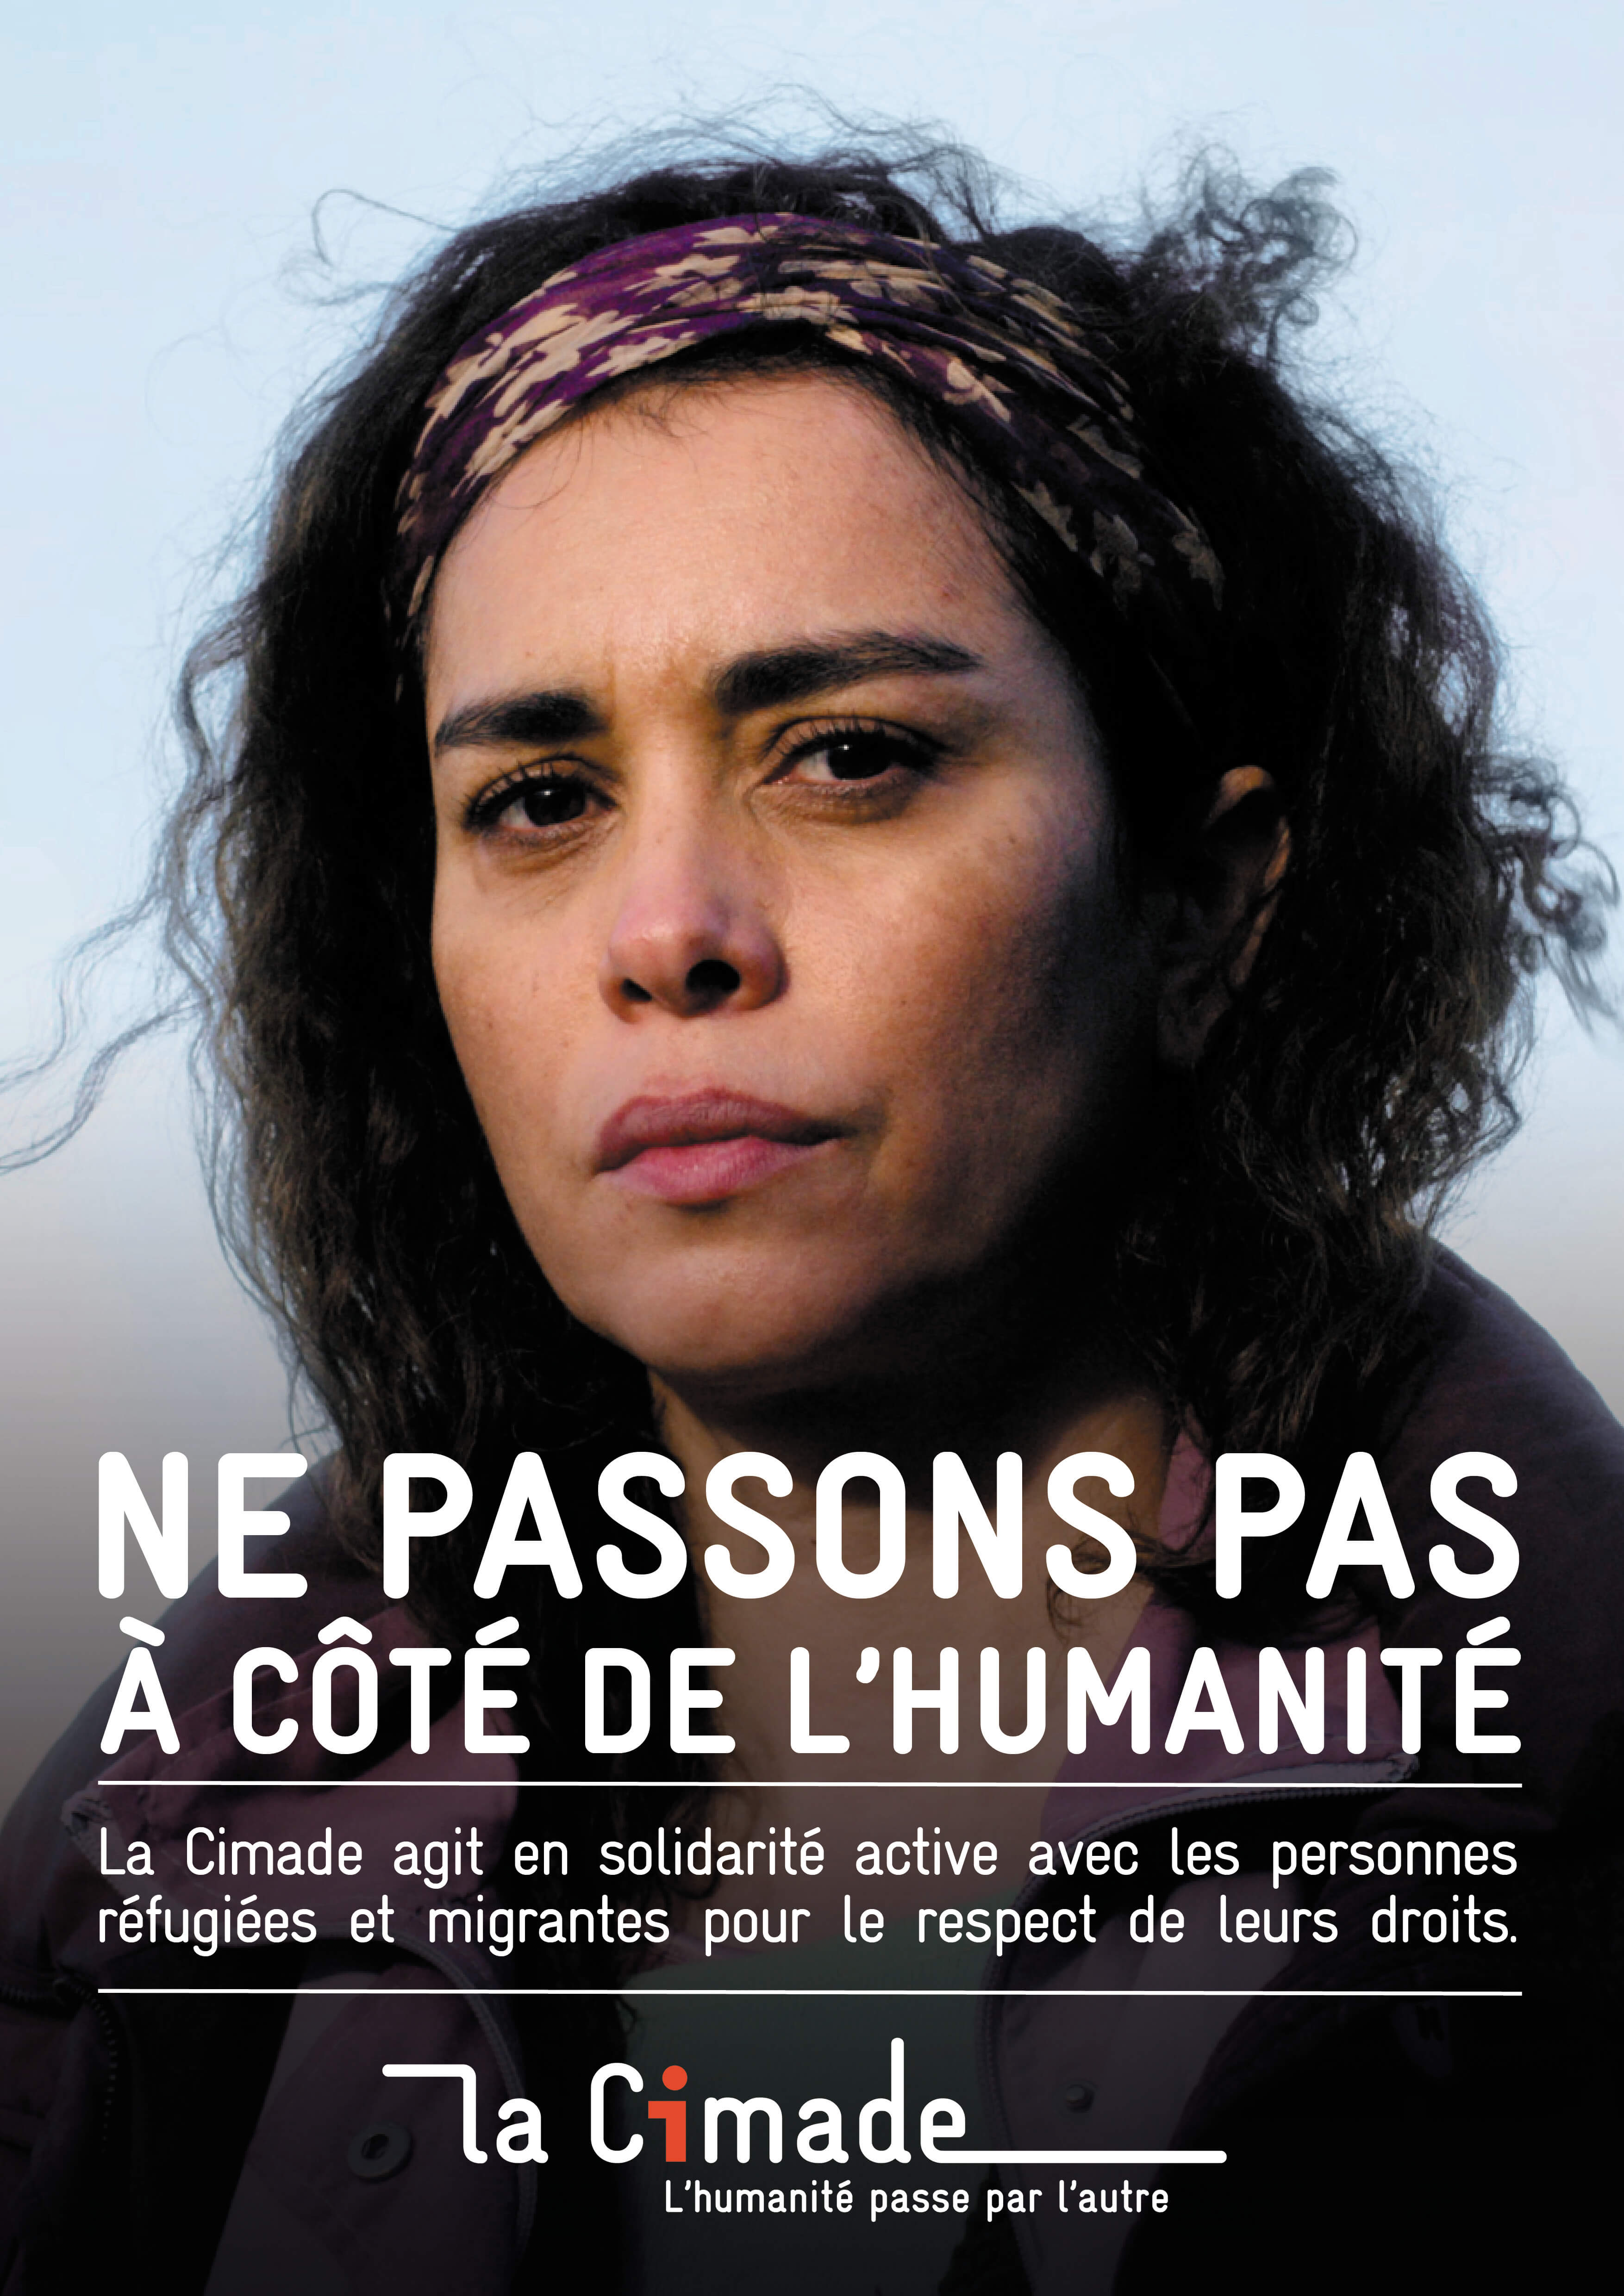 NE PASSONS PAS
À CÔTÉ DE L'HUMANITÉ
La Cimade agit en solidarité active avec les personnes
réfugiées et migrantes pour le respect de leurs droits.
la Cimade
L'humanité passe par l'autre